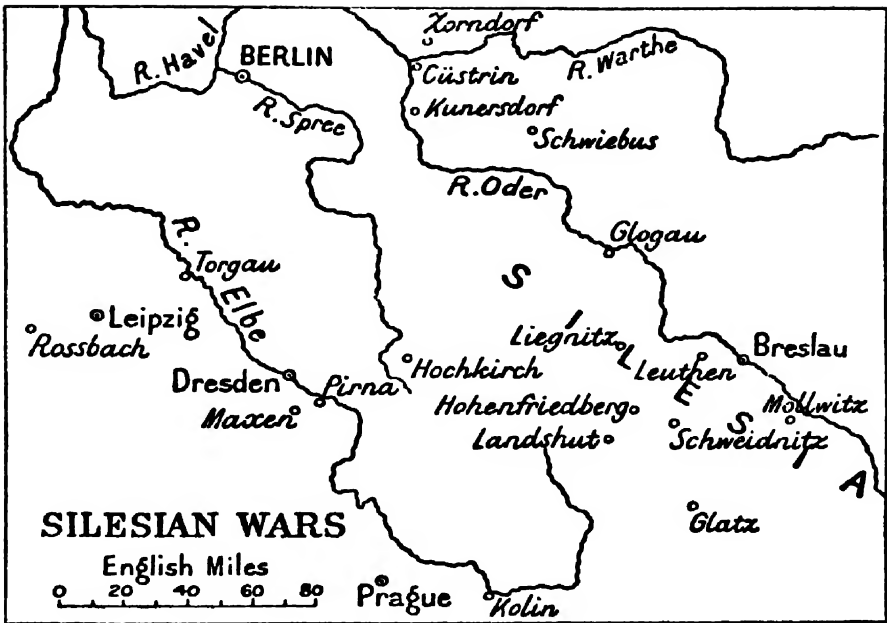 Zorndorf
R. Havel
BERLIN
Cüstrin
R. Warthe
R. Spree
Kunersdorf
Schwiebus
R. Oder
Glogau
R. Elbe
Torgau
SILESIA
Leipzig
Rossbach
Liegnitz
Leuthen
Breslau
Hochkirch
Dresden
Pirna
Maxen
Hohenfriedberg
Mollwitz
Landshut
Schweidnitz
Glatz
SILESIAN WARS
English Miles
0 20 40 60 80
Prague
Kolin